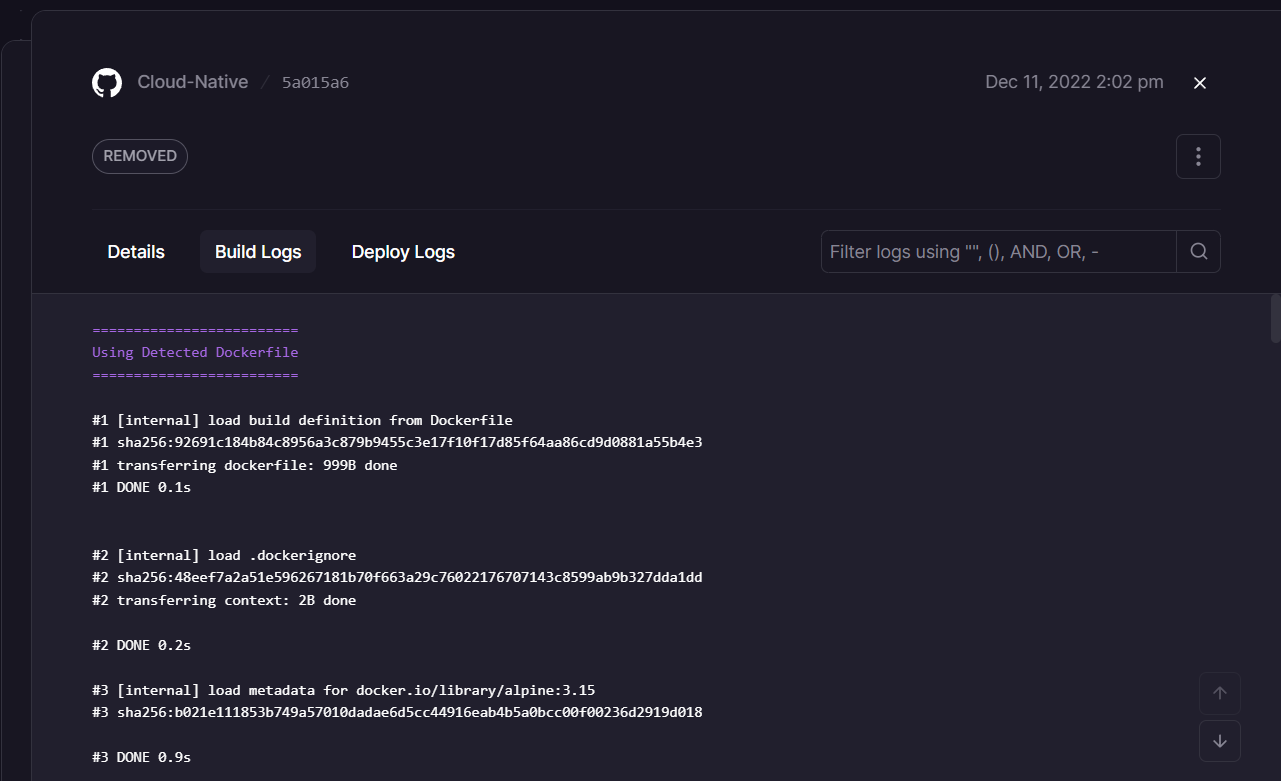 Cloud-Native / 5a015a6
Dec 11, 2022 2:02 pm
REMOVED
Details
Build Logs
Deploy Logs
Filter logs using "", (), AND, OR, -
=========================
Using Detected Dockerfile
=========================
#1 [internal] load build definition from Dockerfile
#1 sha256:92691c184b84c8956a3c879b9455c3e17f10f17d85f64aa86cd9d0881a55b4e3
#1 transferring dockerfile: 999B done
#1 DONE 0.1s
#2 [internal] load .dockerignore
#2 sha256:48eef7a2a51e596267181b70f663a29c76022176707143c8599ab9b327dda1dd
#2 transferring context: 2B done
#2 DONE 0.2s
#3 [internal] load metadata for docker.io/library/alpine:3.15
#3 sha256:b021e111853b749a57010dadae6d5cc44916eab4b5a0bcc00f00236d2919d018
#3 DONE 0.9s